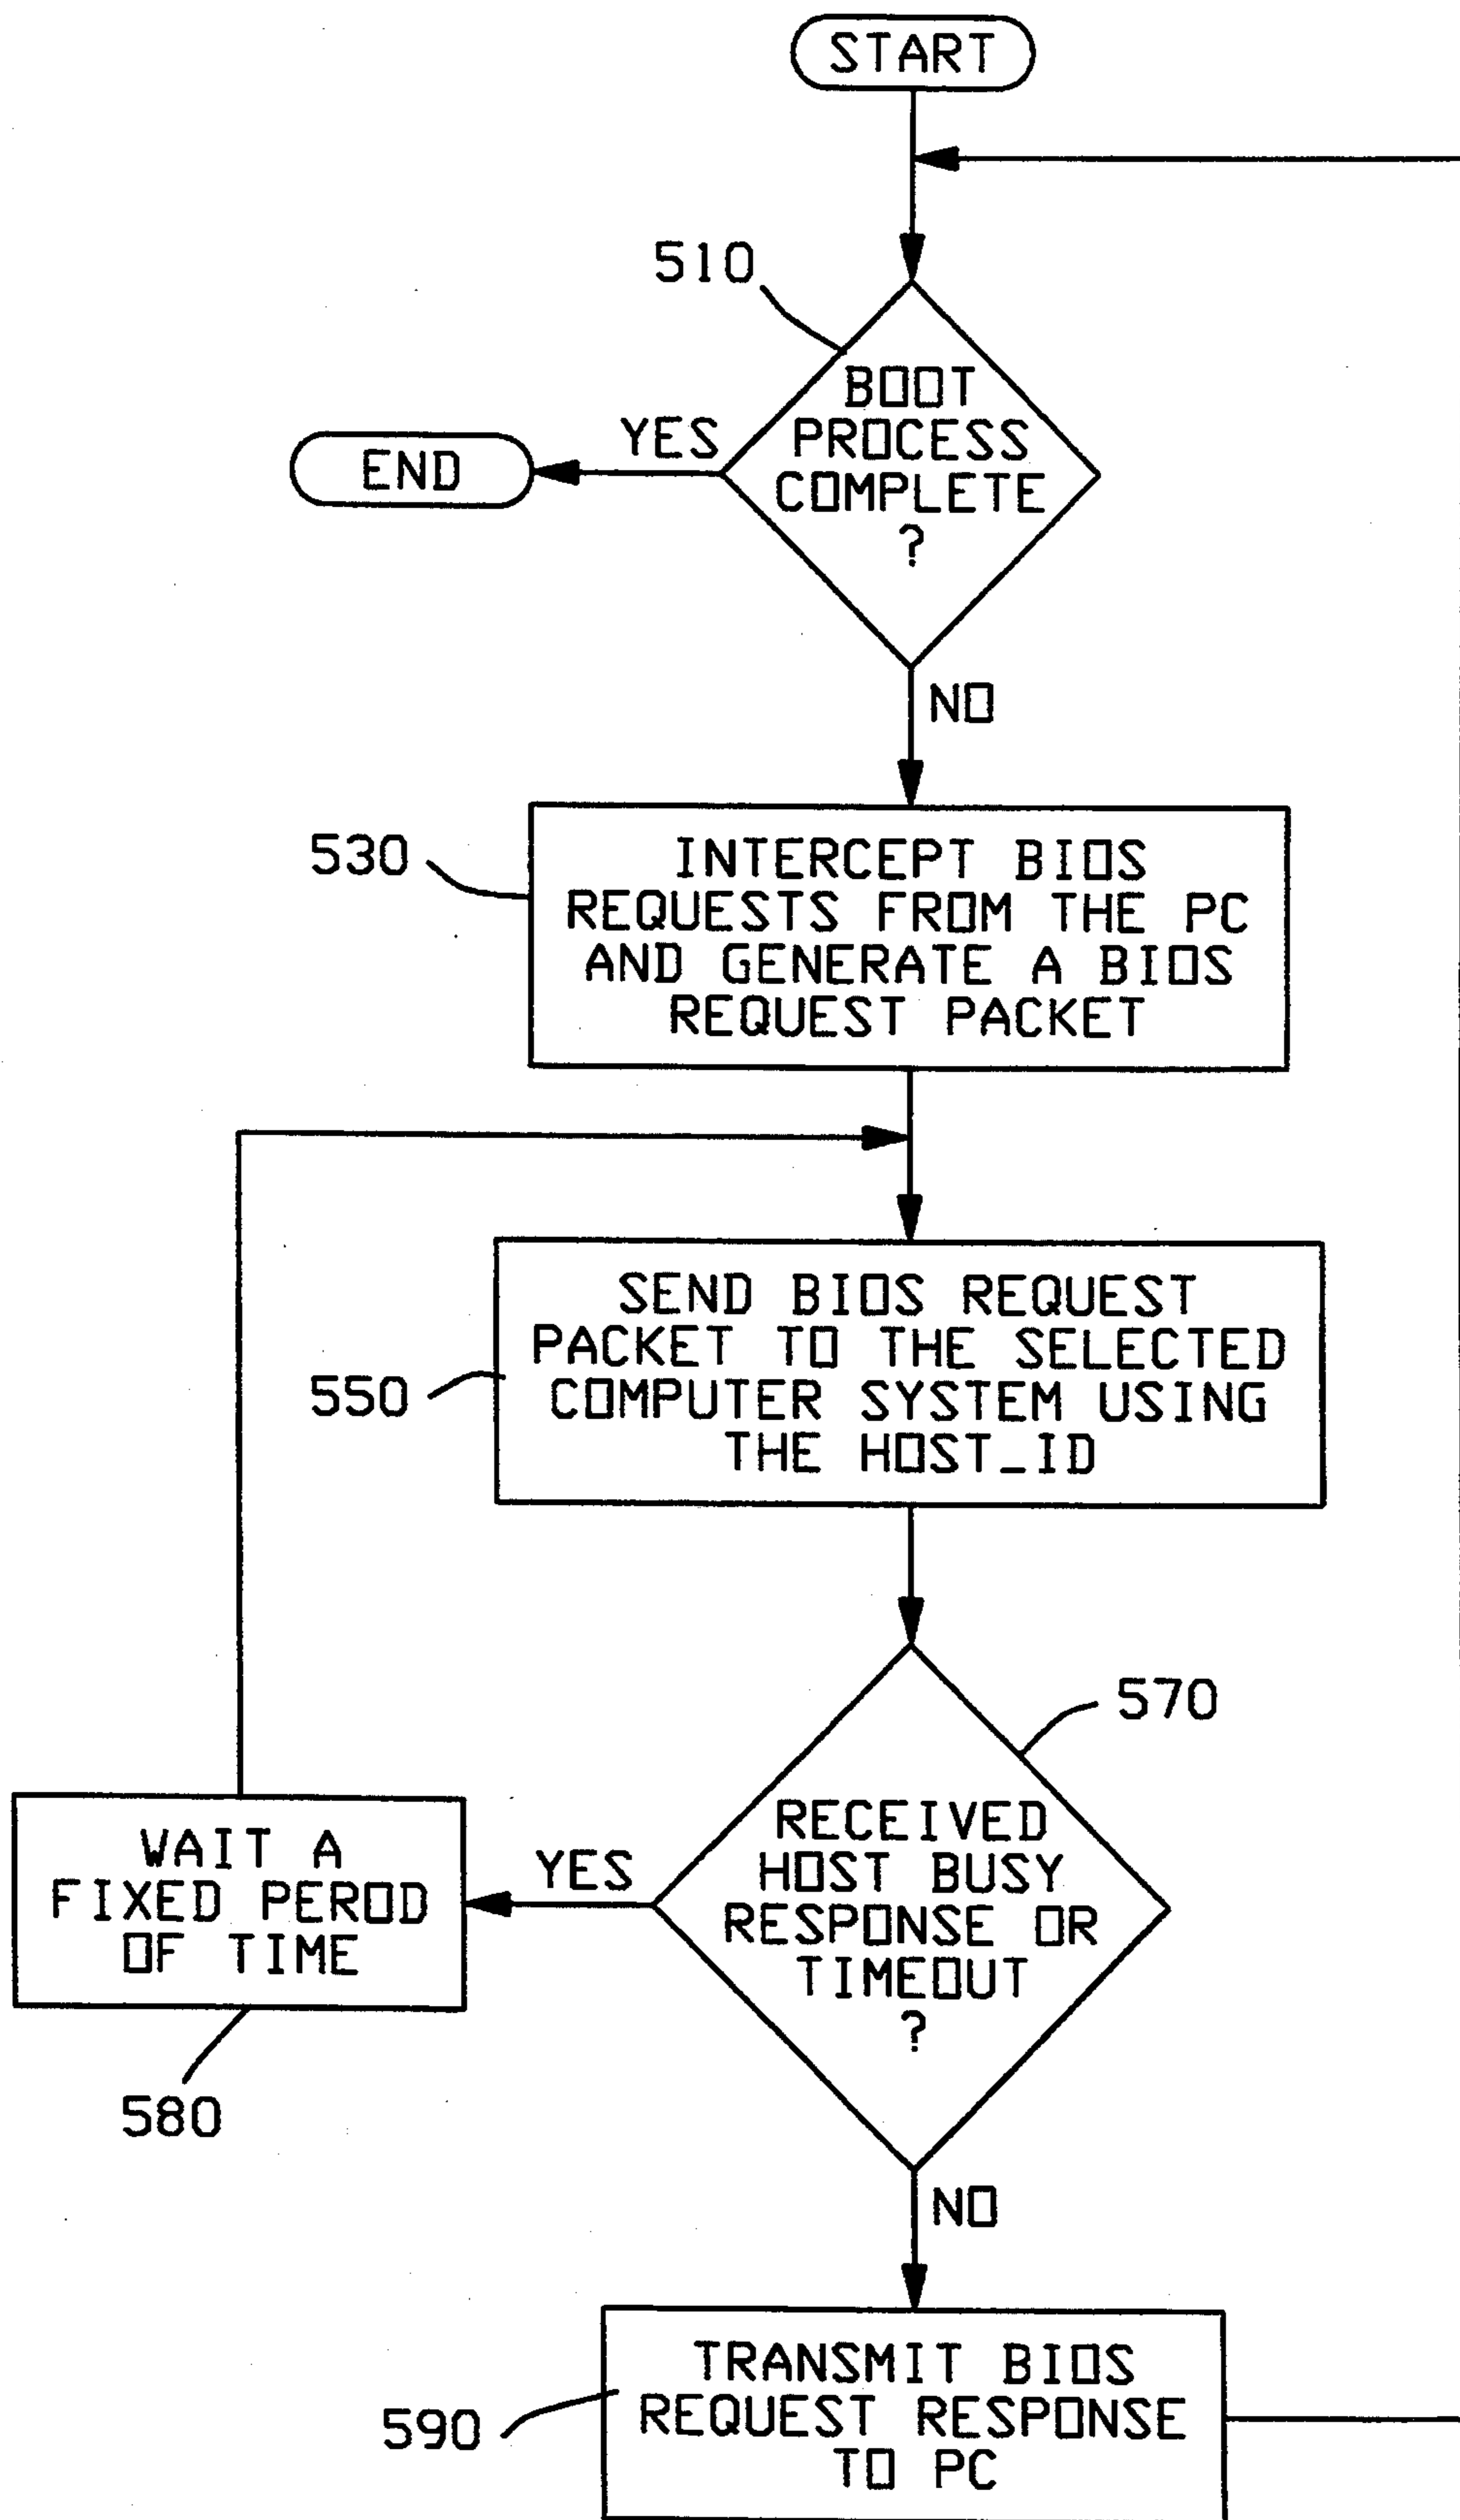 START
510
BOOT
PROCESS
COMPLETE
?
YES
END
NO
530
INTERCEPT BIOS
REQUESTS FROM THE PC
AND GENERATE A BIOS
REQUEST PACKET
550
SEND BIOS REQUEST
PACKET TO THE SELECTED
COMPUTER SYSTEM USING
THE HOST_ID
570
RECEIVED
HOST BUSY
RESPONSE OR
TIMEOUT
?
YES
WAIT A
FIXED PEROD
OF TIME
580
NO
590
TRANSMIT BIOS
REQUEST RESPONSE
TO PC